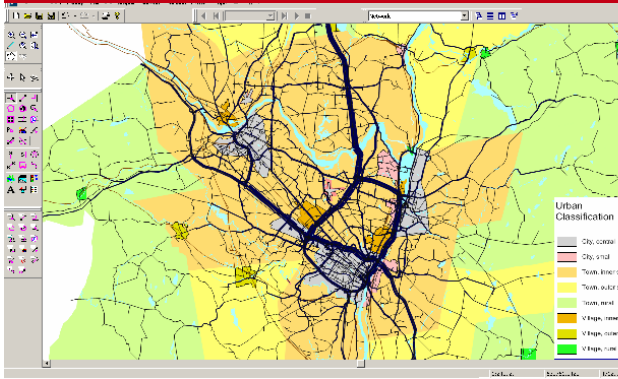 Network
Urban
Classification
City, central
City, small
Town, inner s
Town, outer s
Town, rural
Village, inner
Village, outer
Village, rural